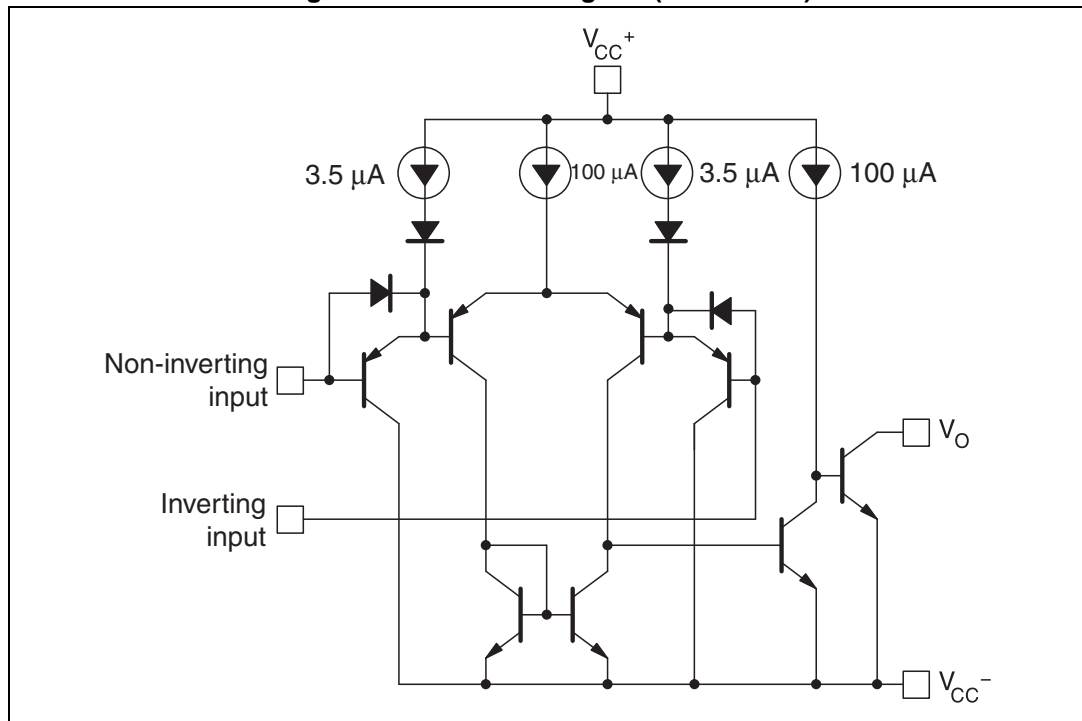 V_CC^+
3.5 µA
100 µA
3.5 µA
100 µA
Non-inverting
input
V_O
Inverting
input
V_CC^−